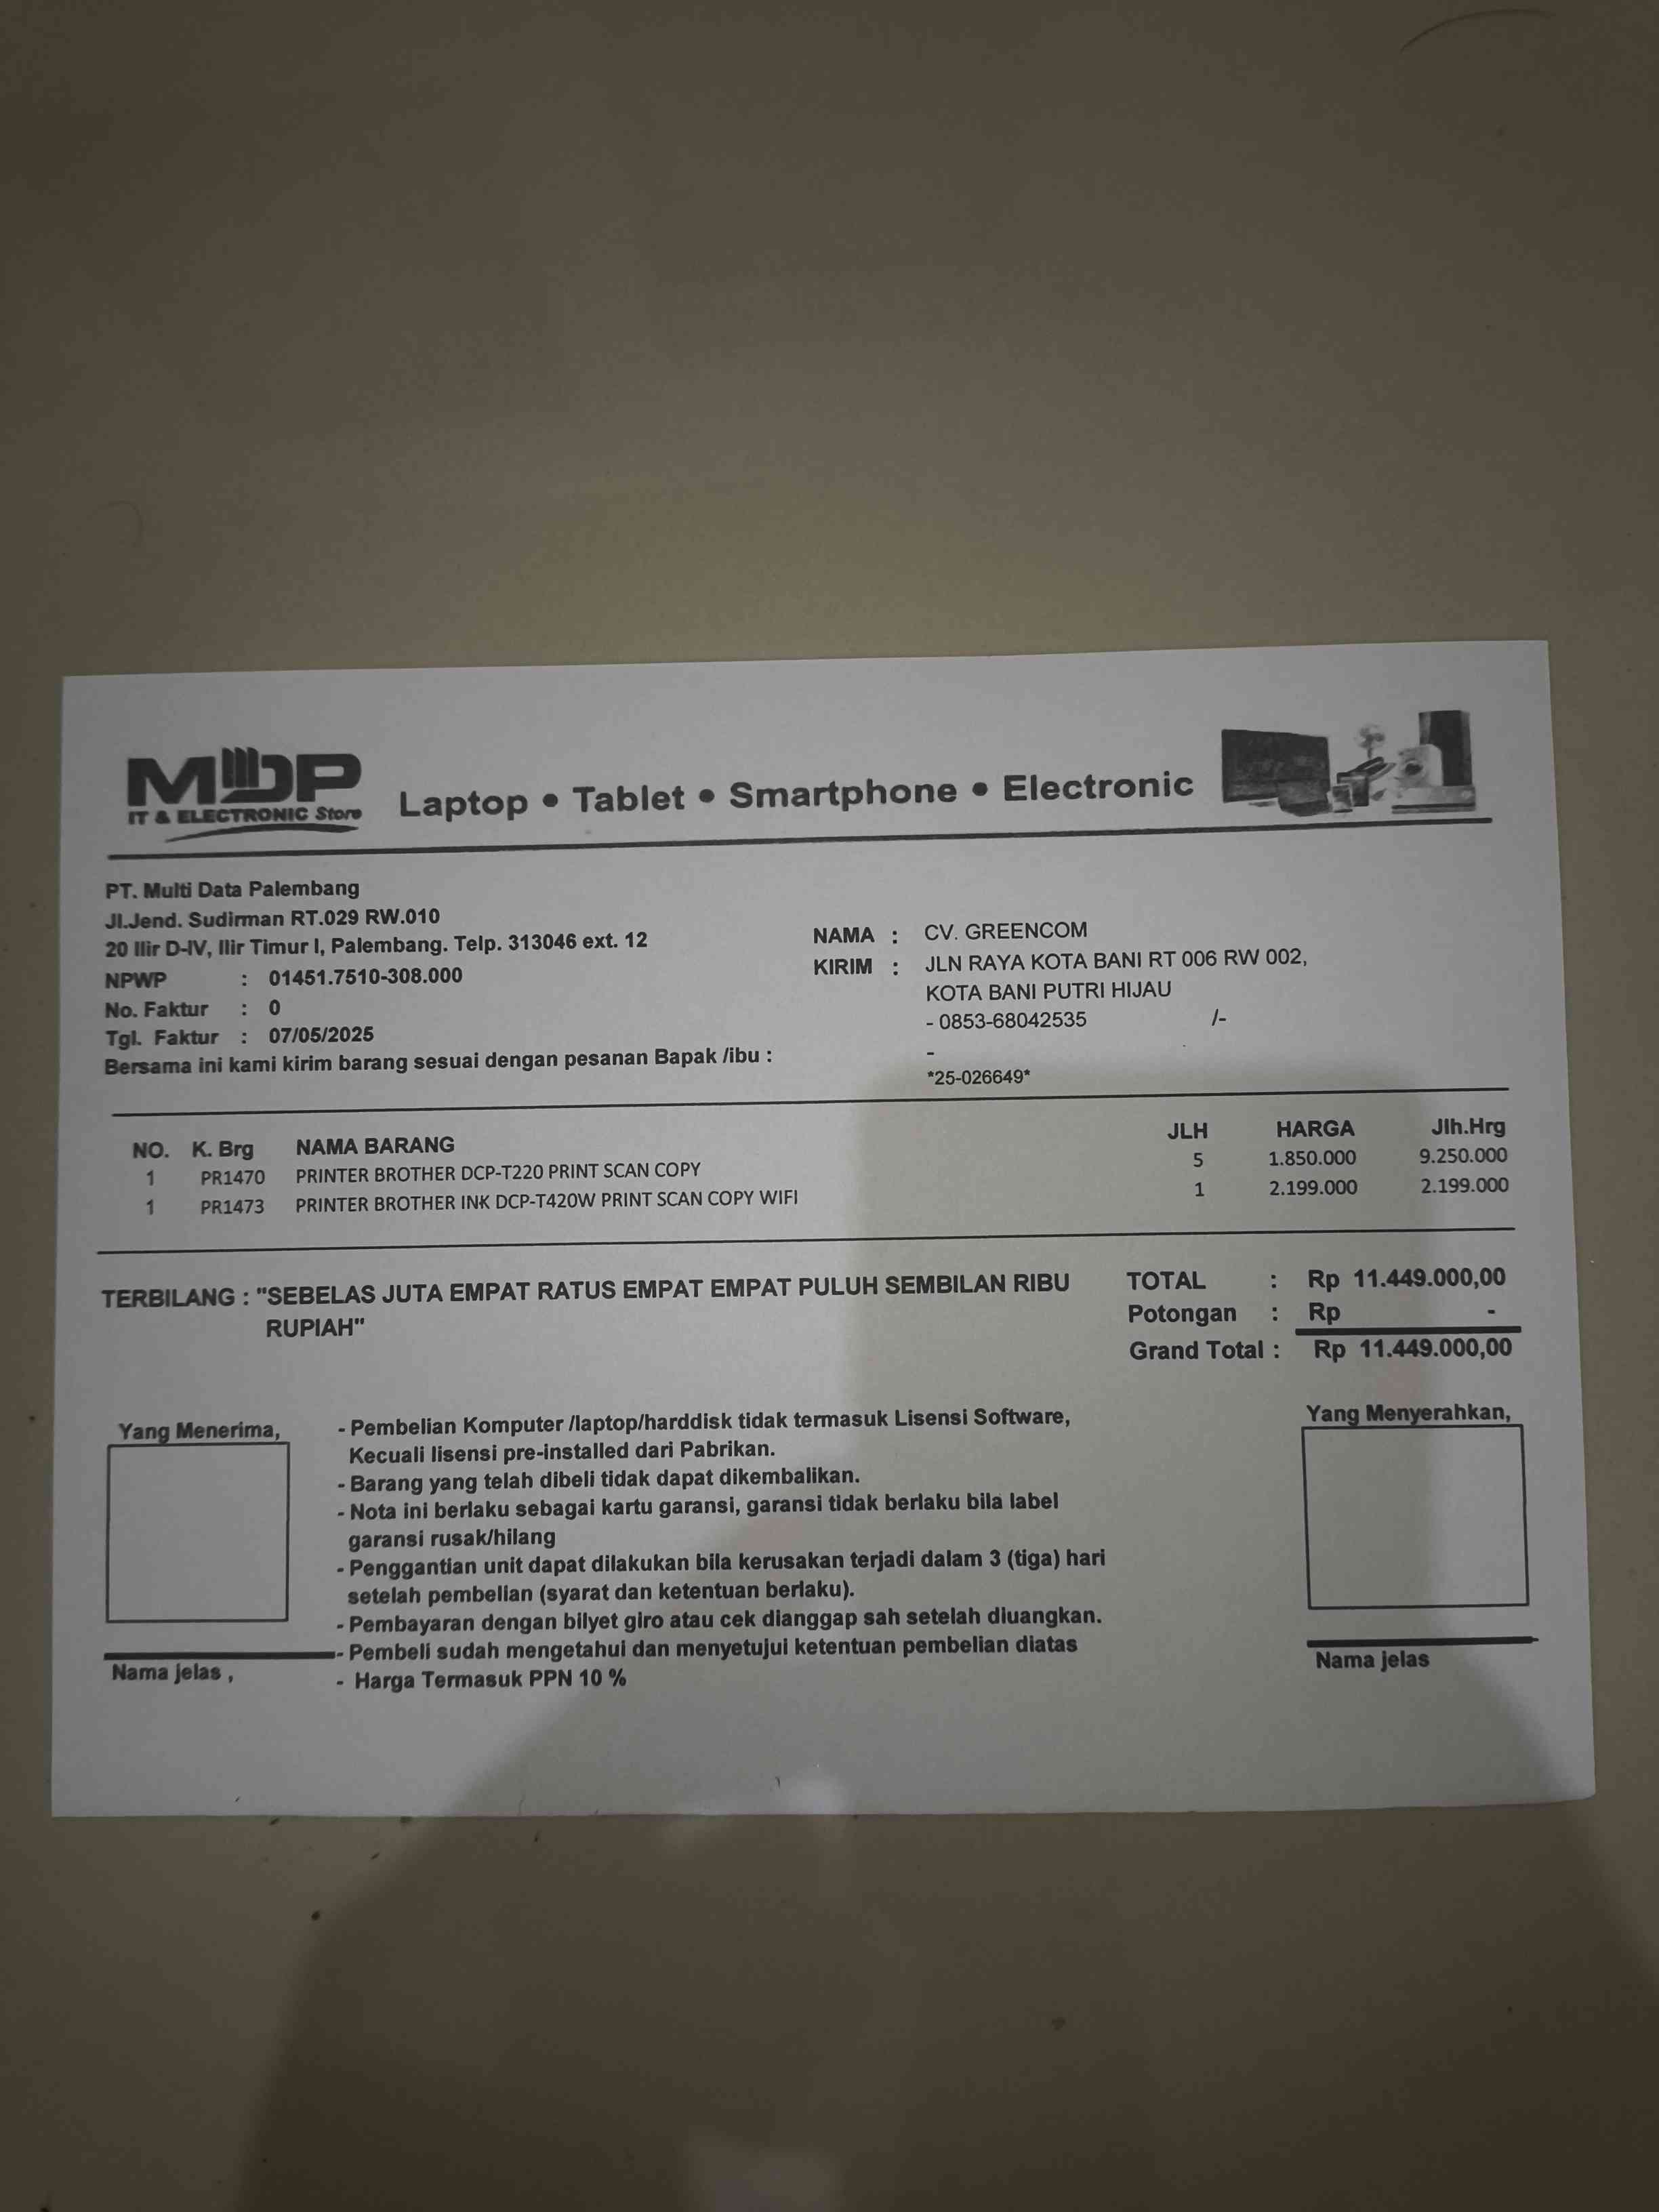 MDP
IT & ELECTRONIC Store
Laptop • Tablet • Smartphone • Electronic
PT. Multi Data Palembang
Jl.Jend. Sudirman RT.029 RW.010
20 Ilir D-IV, Ilir Timur I, Palembang. Telp. 313046 ext. 12
NPWP : 01451.7510-308.000
No. Faktur : 0
Tgl. Faktur : 07/05/2025
Bersama ini kami kirim barang sesuai dengan pesanan Bapak /ibu :
NAMA : CV. GREENCOM
KIRIM : JLN RAYA KOTA BANI RT 006 RW 002,
KOTA BANI PUTRI HIJAU
- 0853-68042535 /-
-
*25-026649*
NO. K. Brg NAMA BARANG JLH HARGA Jlh.Hrg
1 PR1470 PRINTER BROTHER DCP-T220 PRINT SCAN COPY 5 1.850.000 9.250.000
1 PR1473 PRINTER BROTHER INK DCP-T420W PRINT SCAN COPY WIFI 1 2.199.000 2.199.000
TERBILANG : "SEBELAS JUTA EMPAT RATUS EMPAT EMPAT PULUH SEMBILAN RIBU
RUPIAH"
TOTAL : Rp 11.449.000,00
Potongan : Rp -
Grand Total : Rp 11.449.000,00
Yang Menerima,
Nama jelas ,
- Pembelian Komputer /laptop/harddisk tidak termasuk Lisensi Software,
Kecuali lisensi pre-installed dari Pabrikan.
- Barang yang telah dibeli tidak dapat dikembalikan.
- Nota ini berlaku sebagai kartu garansi, garansi tidak berlaku bila label
garansi rusak/hilang
- Penggantian unit dapat dilakukan bila kerusakan terjadi dalam 3 (tiga) hari
setelah pembelian (syarat dan ketentuan berlaku).
- Pembayaran dengan bilyet giro atau cek dianggap sah setelah diuangkan.
- Pembeli sudah mengetahui dan menyetujui ketentuan pembelian diatas
- Harga Termasuk PPN 10 %
Yang Menyerahkan,
Nama jelas